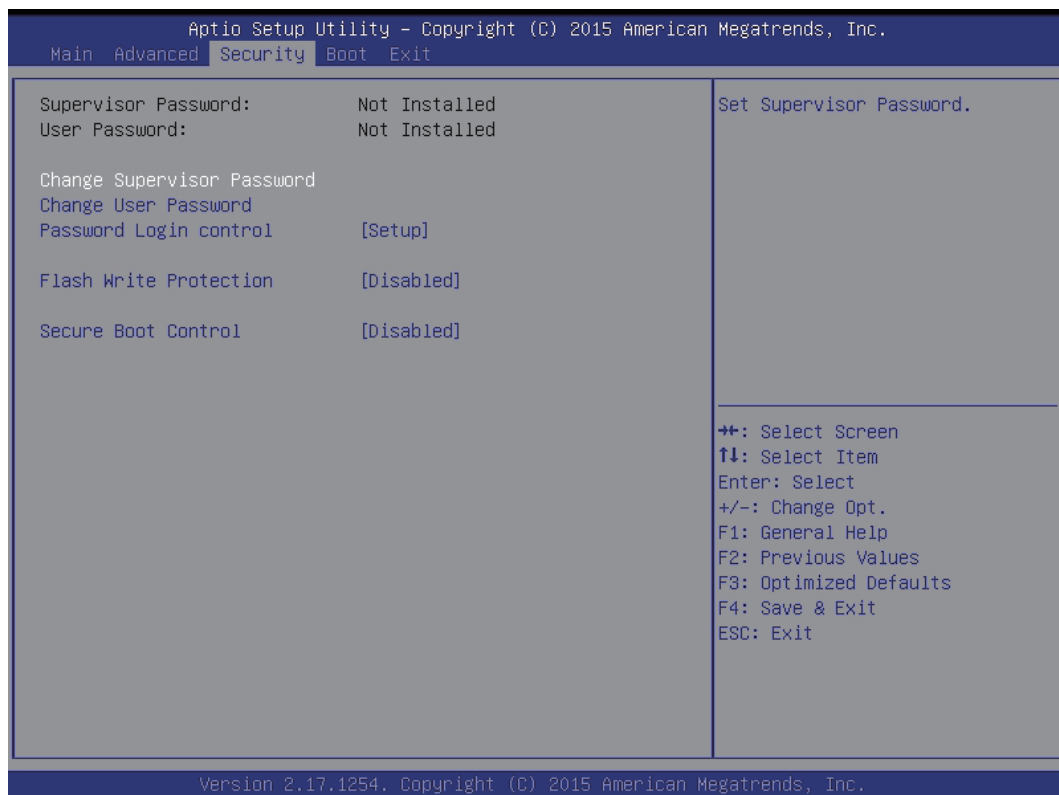 Aptio Setup Utility – Copyright (C) 2015 American Megatrends, Inc.
Main Advanced Security Boot Exit
Supervisor Password: Not Installed
User Password: Not Installed
Change Supervisor Password
Change User Password
Password Login control [Setup]
Flash Write Protection [Disabled]
Secure Boot Control [Disabled]
Set Supervisor Password.
→←: Select Screen
↑↓: Select Item
Enter: Select
+/-: Change Opt.
F1: General Help
F2: Previous Values
F3: Optimized Defaults
F4: Save & Exit
ESC: Exit
Version 2.17.1254. Copyright (C) 2015 American Megatrends, Inc.